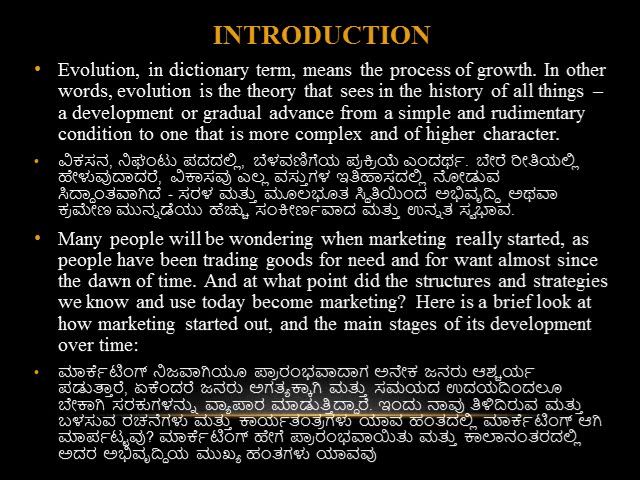 INTRODUCTION
• Evolution, in dictionary term, means the process of growth. In other
words, evolution is the theory that sees in the history of all things –
a development or gradual advance from a simple and rudimentary
condition to one that is more complex and of higher character.
• ವಿಕಸನ, ನಿಘಂಟು ಪದದಲ್ಲಿ, ಬೆಳವಣಿಗೆಯ ಪ್ರಕ್ರಿಯೆ ಎಂದರ್ಥ. ಬೇರೆ ರೀತಿಯಲ್ಲಿ
ಹೇಳುವುದಾದರೆ, ವಿಕಾಸವು ಎಲ್ಲ ವಸ್ತುಗಳ ಇತಿಹಾಸದಲ್ಲಿ ನೋಡುವ
ಸಿದ್ಧಾಂತವಾಗಿದೆ - ಸರಳ ಮತ್ತು ಮೂಲಭೂತ ಸ್ಥಿತಿಯಿಂದ ಅಭಿವೃದ್ಧಿ ಅಥವಾ
ಕ್ರಮೇಣ ಮುನ್ನಡೆಯು ಹೆಚ್ಚು ಸಂಕೀರ್ಣವಾದ ಮತ್ತು ಉನ್ನತ ಸ್ವಭಾವ.
• Many people will be wondering when marketing really started, as
people have been trading goods for need and for want almost since
the dawn of time. And at what point did the structures and strategies
we know and use today become marketing? Here is a brief look at
how marketing started out, and the main stages of its development
over time:
• ಮಾರ್ಕೆಟಿಂಗ್ ನಿಜವಾಗಿಯೂ ಪ್ರಾರಂಭವಾದಾಗ ಅನೇಕ ಜನರು ಆಶ್ಚರ್ಯ
ಪಡುತ್ತಾರೆ, ಏಕೆಂದರೆ ಜನರು ಅಗತ್ಯಕ್ಕಾಗಿ ಮತ್ತು ಸಮಯದ ಉದಯದಿಂದಲೂ
ಬೇಕಾಗಿ ಸರಕುಗಳನ್ನು ವ್ಯಾಪಾರ ಮಾಡುತ್ತಿದ್ದಾರೆ. ಇಂದು ನಾವು ತಿಳಿದಿರುವ ಮತ್ತು
ಬಳಸುವ ರಚನೆಗಳು ಮತ್ತು ಕಾರ್ಯತಂತ್ರಗಳು ಯಾವ ಹಂತದಲ್ಲಿ ಮಾರ್ಕೆಟಿಂಗ್ ಆಗಿ
ಮಾರ್ಪಟ್ಟವು? ಮಾರ್ಕೆಟಿಂಗ್ ಹೇಗೆ ಪ್ರಾರಂಭವಾಯಿತು ಮತ್ತು ಕಾಲಾನಂತರದಲ್ಲಿ
ಅದರ ಅಭಿವೃದ್ಧಿಯ ಮುಖ್ಯ ಹಂತಗಳು ಯಾವವು